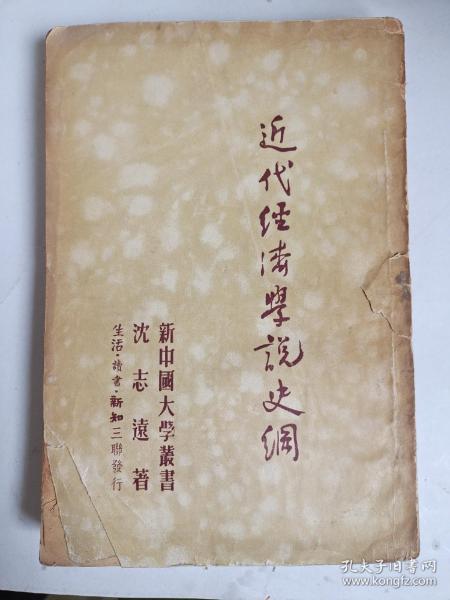 近代經濟學說史綱
新中國大学叢書
沈志遠著
生活·讀書·新知三聯發行
孔夫子旧书网
www.kongfz.com